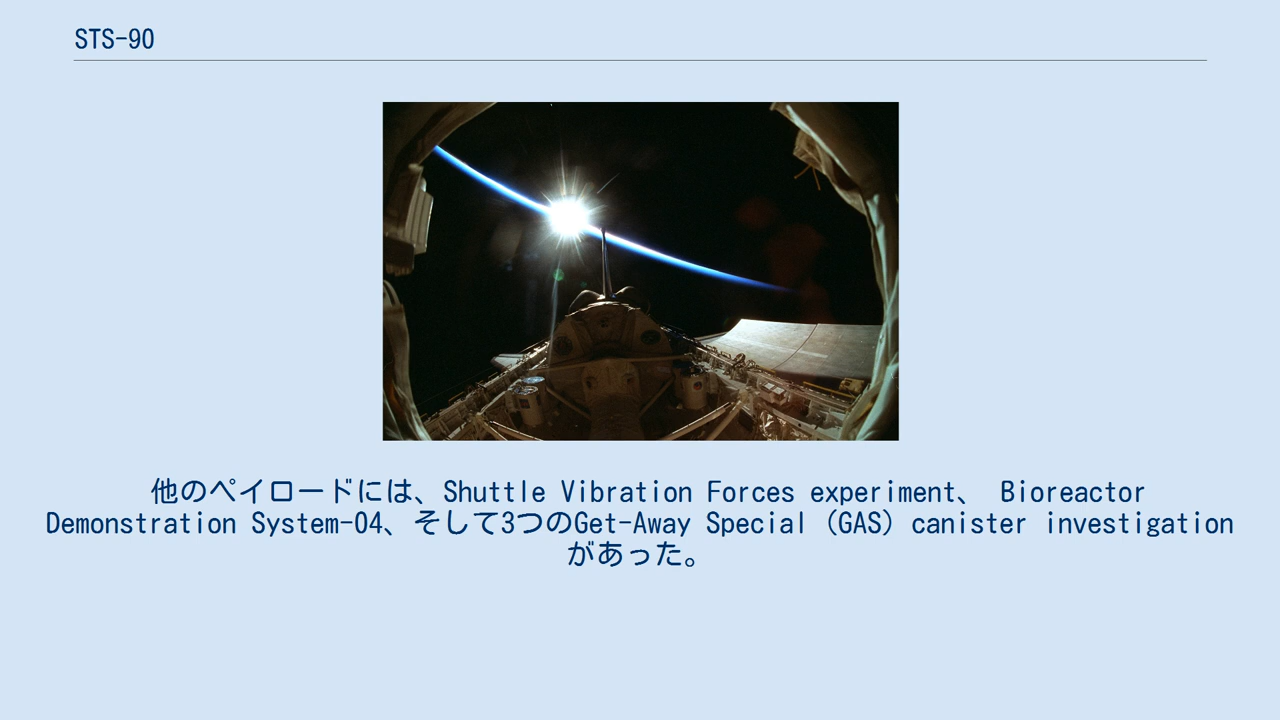 STS-90
他のペイロードには、Shuttle Vibration Forces experiment、 Bioreactor
Demonstration System-04、そして3つのGet-Away Special（GAS）canister investigation
があった。